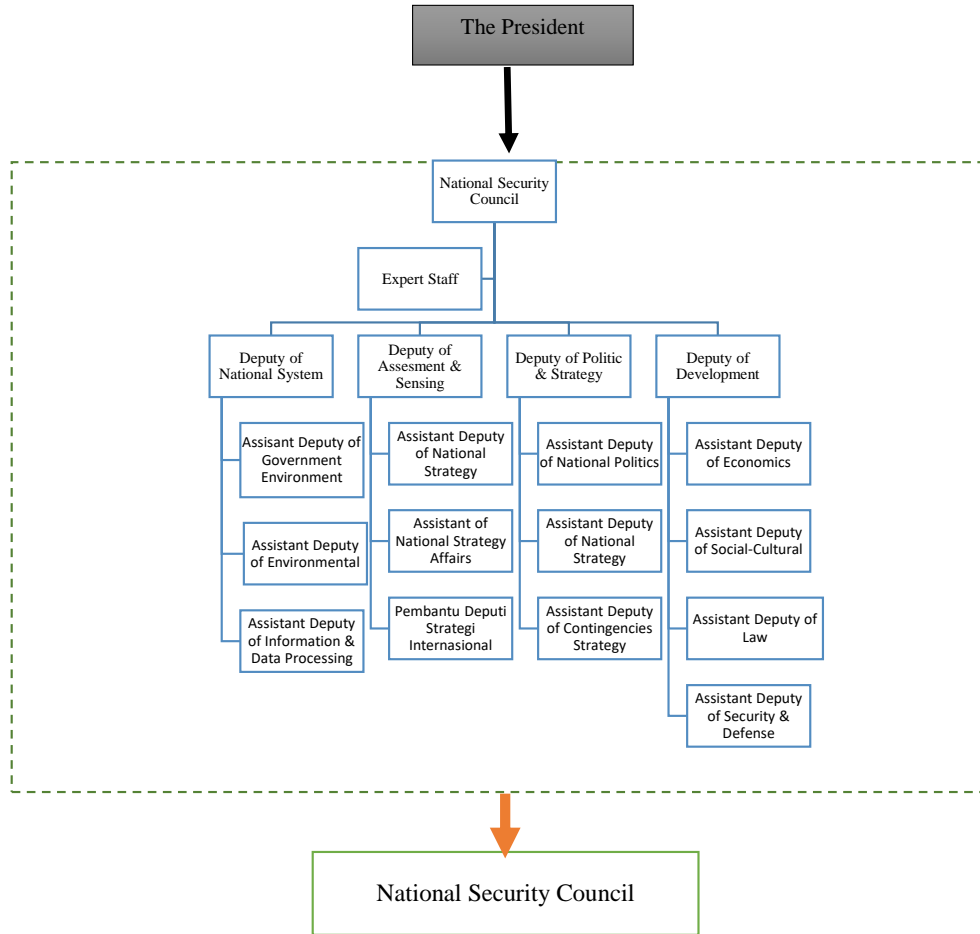 The President
National Security
Council
Expert Staff
Deputy of
National System
Deputy of
Assesment &
Sensing
Deputy of Politic
& Strategy
Deputy of
Development
Assisant Deputy of
Government
Environment
Assistant Deputy
of National
Strategy
Assistant Deputy
of National Politics
Assistant Deputy
of Economics
Assistant Deputy
of Environmental
Assistant of
National Strategy
Affairs
Assistant Deputy
of National
Strategy
Assistant Deputy
of Social-Cultural
Assistant Deputy
of Information &
Data Processing
Pembantu Deputi
Strategi
Internasional
Assistant Deputy
of Contingencies
Strategy
Assistant Deputy of
Law
Assistant Deputy
of Security &
Defense
National Security Council